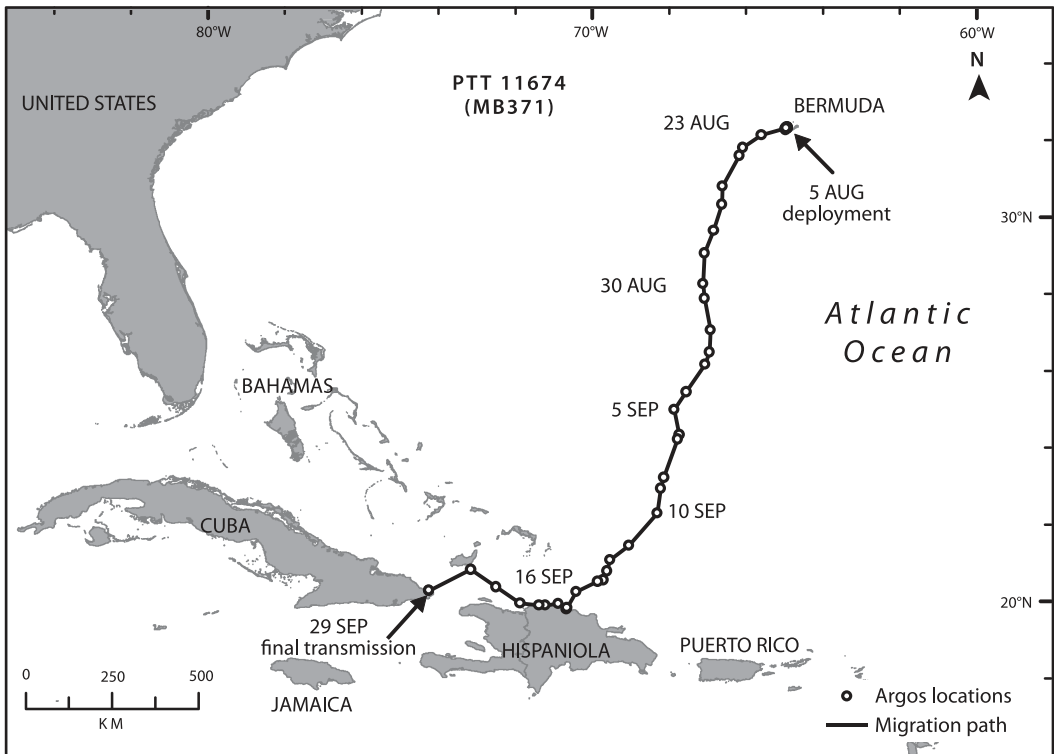 80°W
70°W
60°W
N
PTT 11674
(MB371)
UNITED STATES
BERMUDA
23 AUG
5 AUG
deployment
30°N
30 AUG
Atlantic
Ocean
BAHAMAS
5 SEP
10 SEP
CUBA
16 SEP
20°N
29 SEP
final transmission
HISPANIOLA
PUERTO RICO
JAMAICA
0 250 500
KM
Argos locations
Migration path